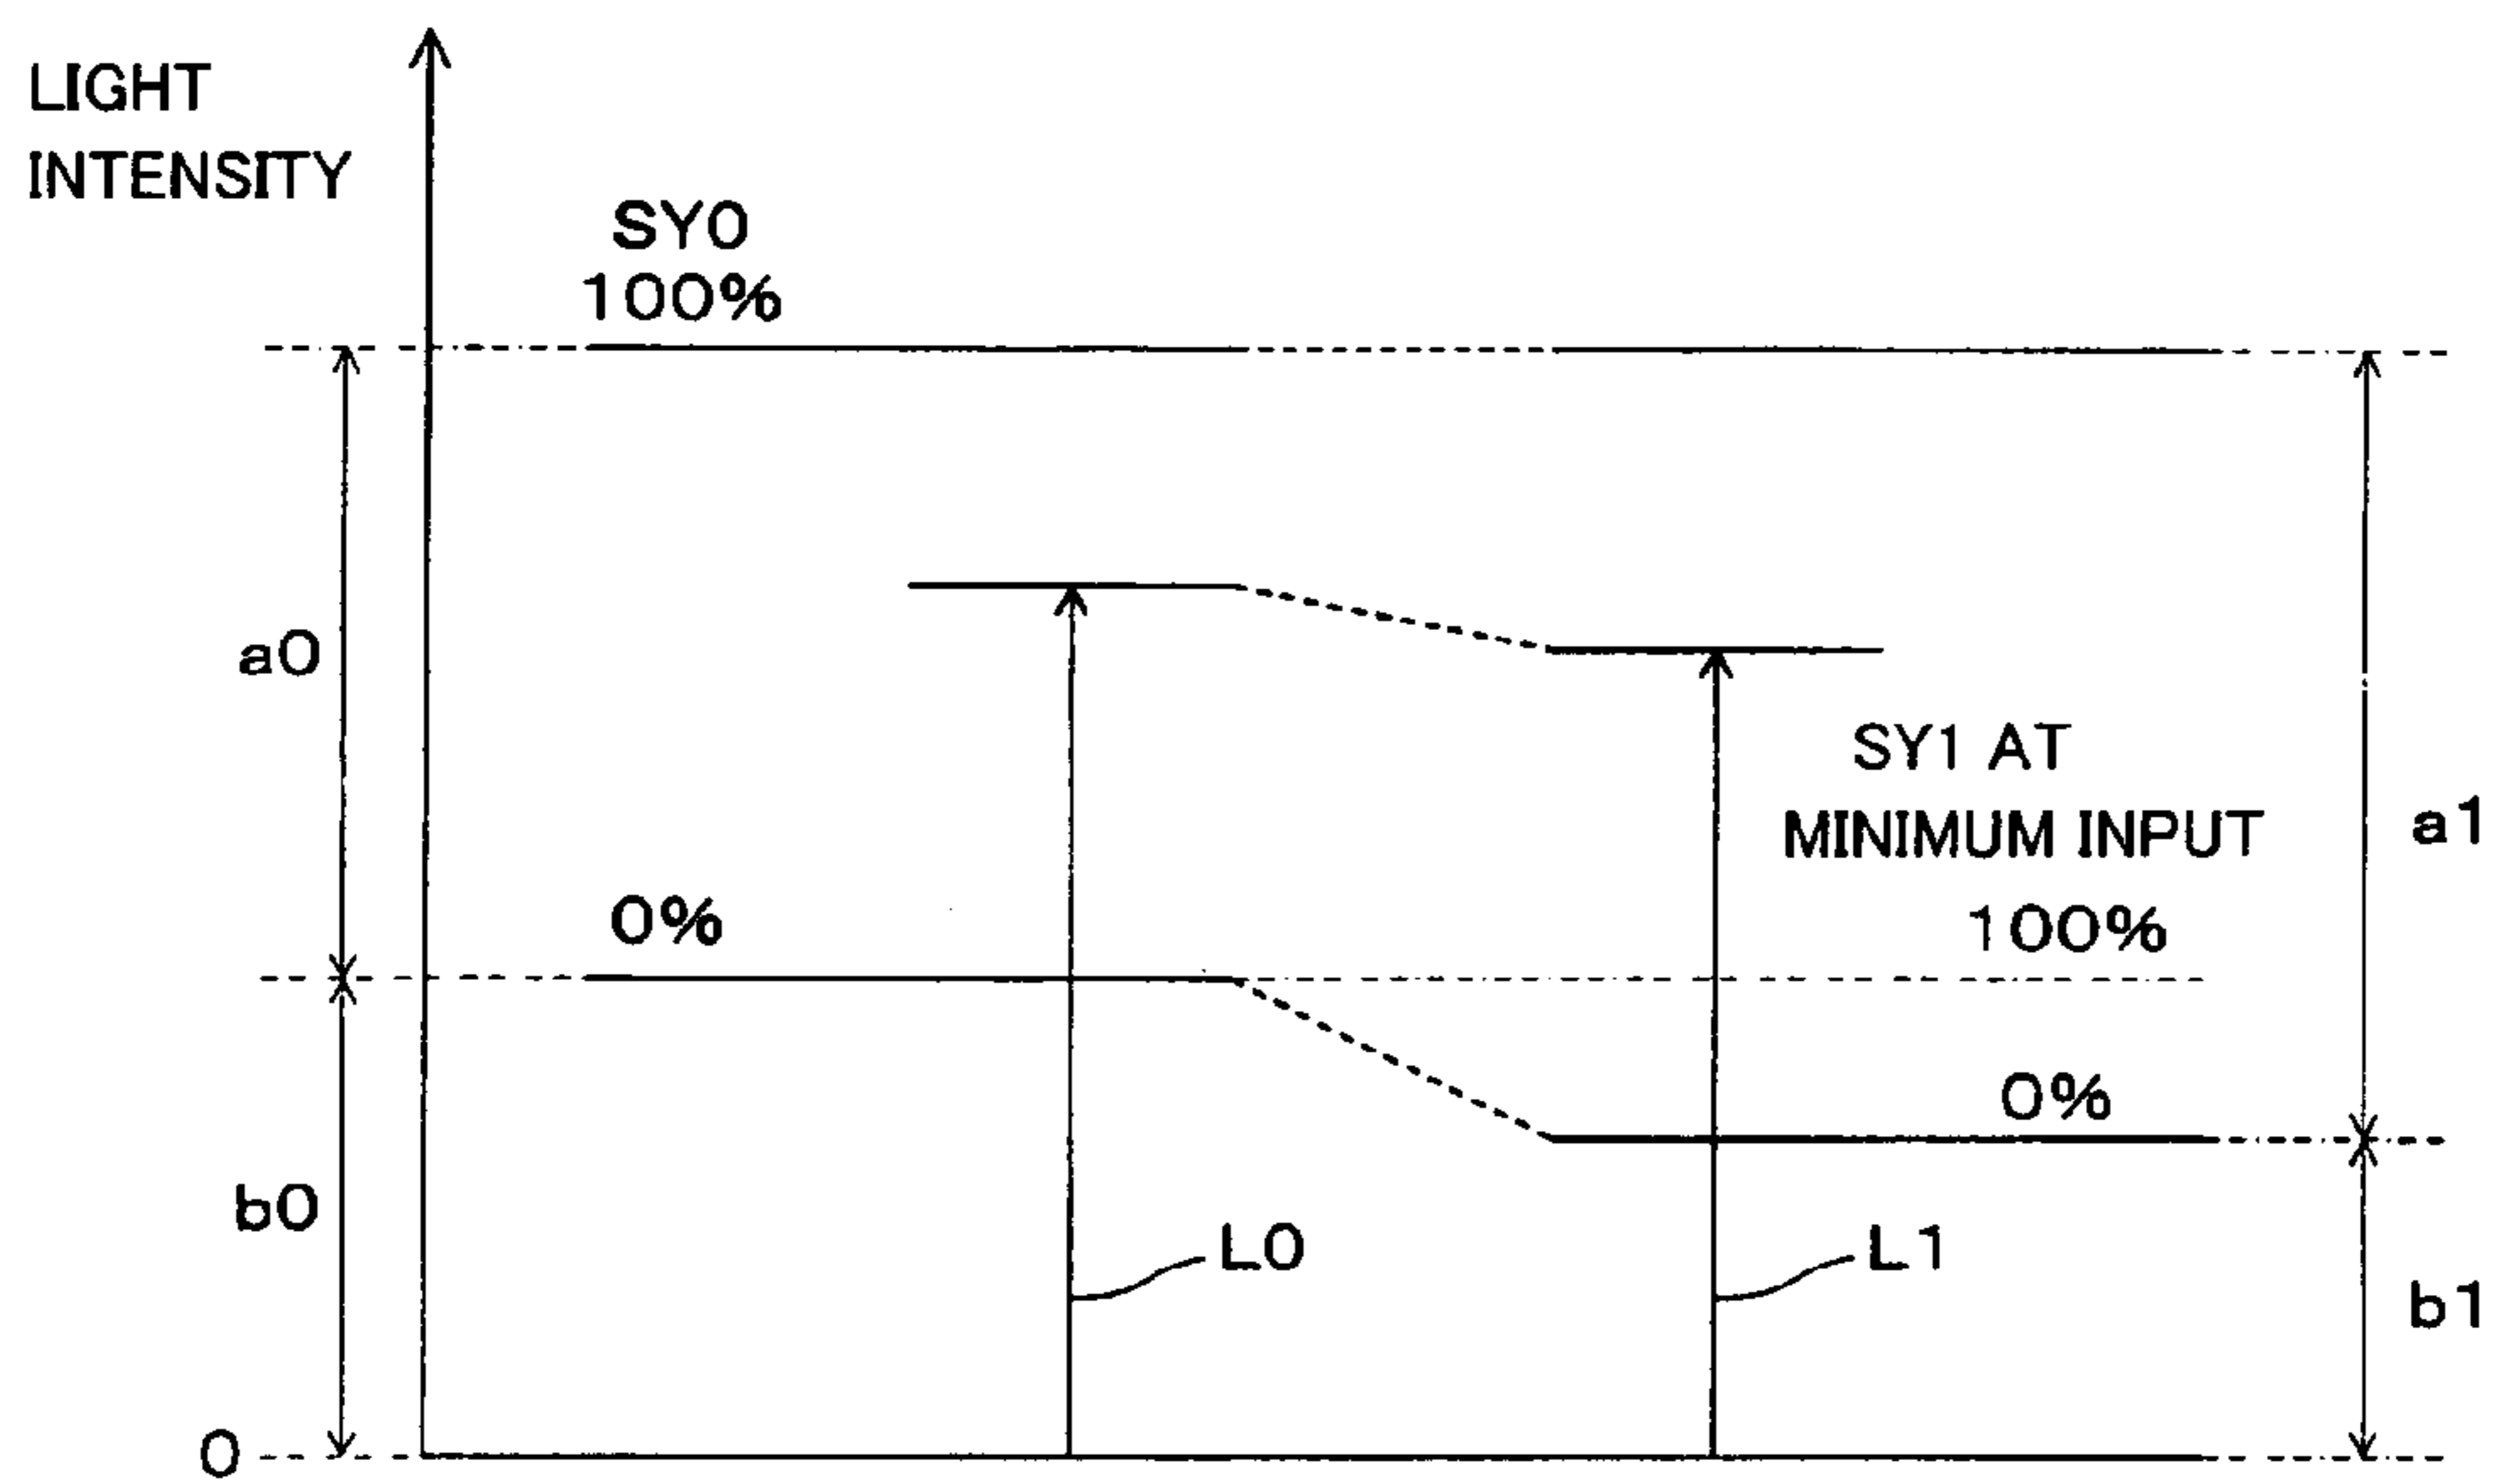 LIGHT
INTENSITY
SY0
100%
a0
SY1 AT
MINIMUM INPUT
a1
0%
100%
0%
b0
L0
L1
b1
0